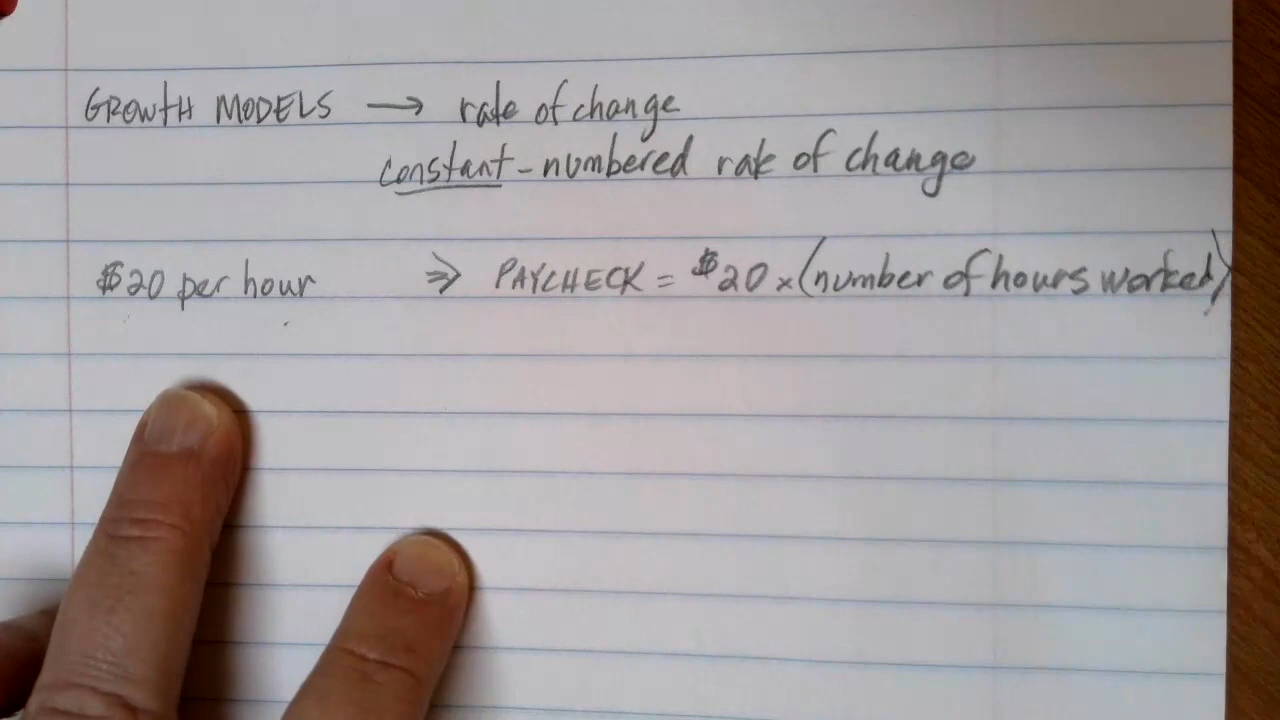 GROWTH MODELS → rate of change
constant-numbered rate of change
$20 per hour ⇒ PAYCHECK = $20 × (number of hours worked)